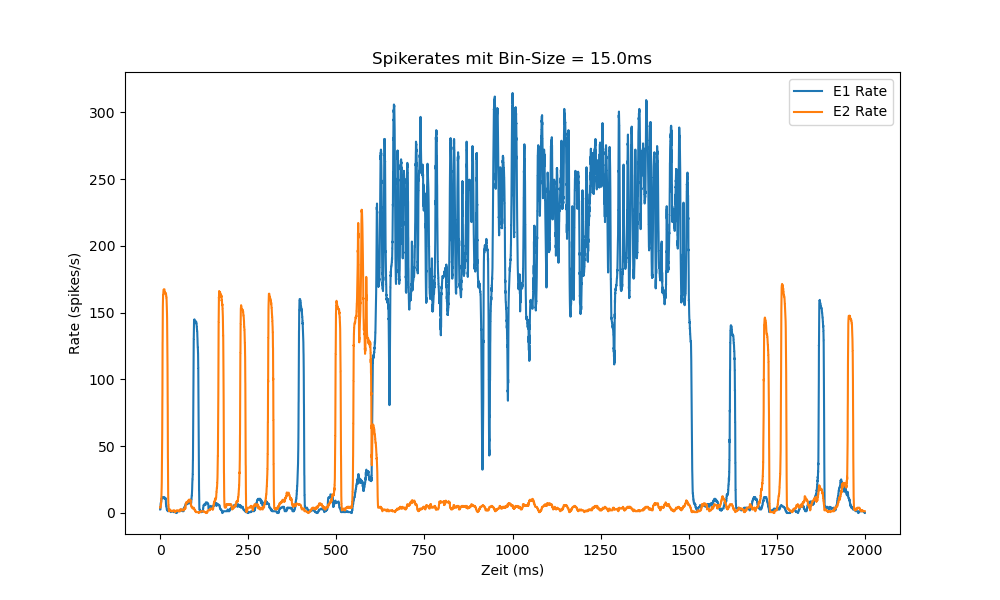 Spikerates mit Bin-Size = 15.0ms
E1 Rate
E2 Rate
300
250
200
150
100
50
0
Rate (spikes/s)
0 250 500 750 1000 1250 1500 1750 2000
Zeit (ms)